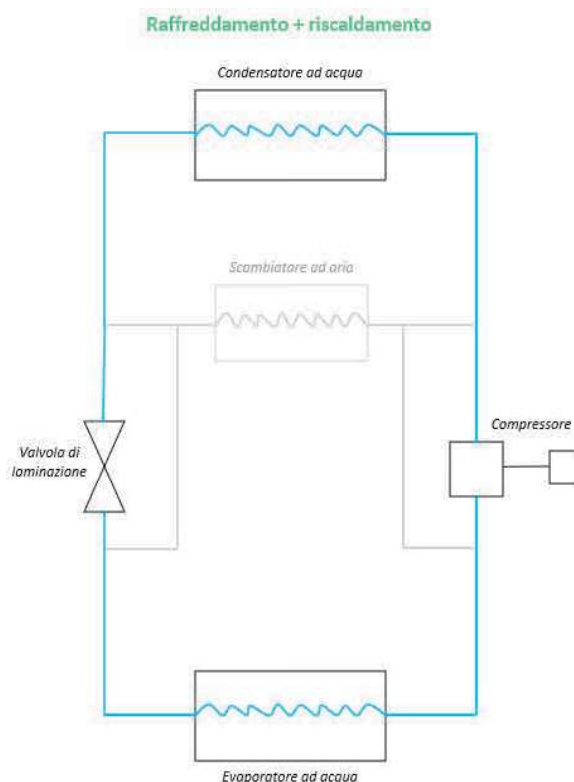 Raffreddamento + riscaldamento
Condensatore ad acqua
Scambiatore ad aria
Compressore
Valvola di
laminazione
Evaporatore ad acqua